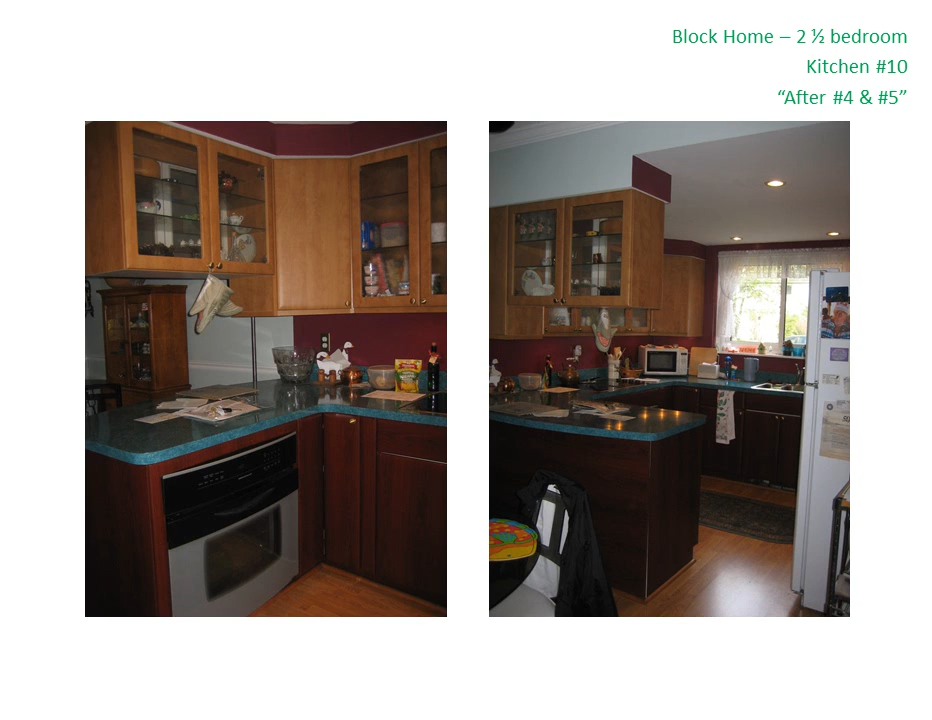 Block Home – 2 ½ bedroom
Kitchen #10
“After #4 & #5”